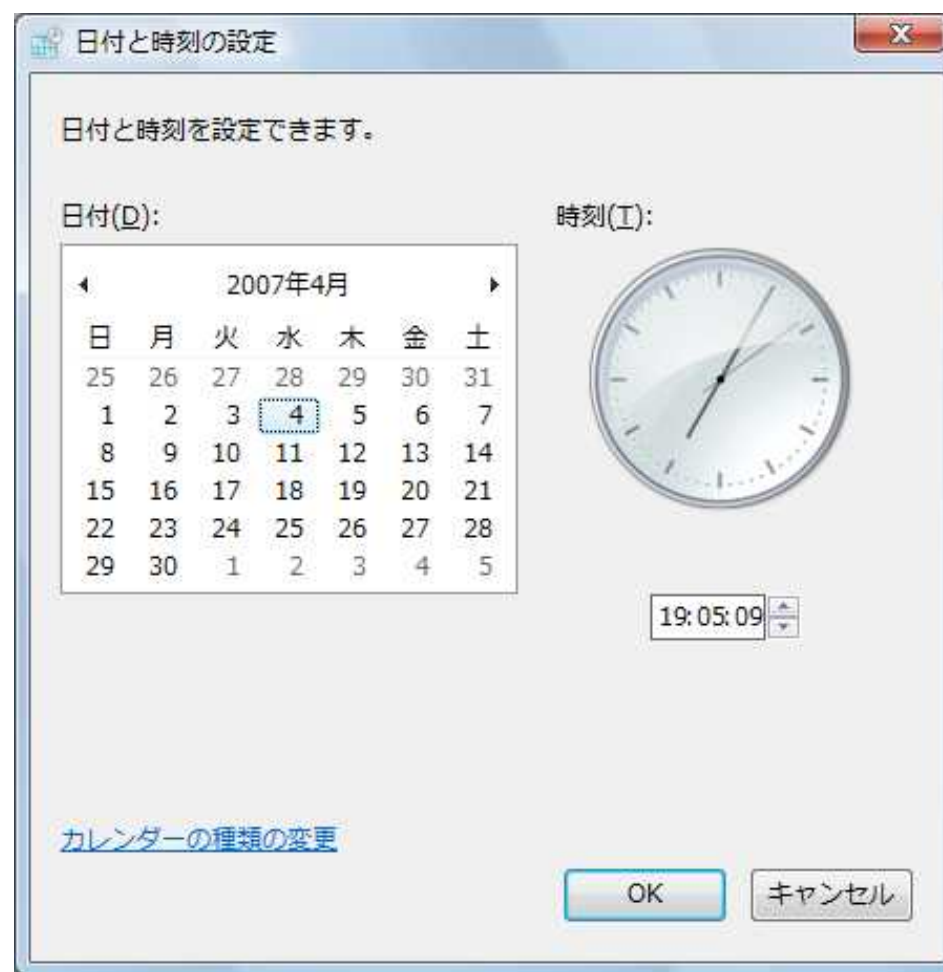 日付と時刻の設定
日付と時刻を設定できます。
日付(D):
2007年4月
日 月 火 水 木 金 土
25 26 27 28 29 30 31
1 2 3 4 5 6 7
8 9 10 11 12 13 14
15 16 17 18 19 20 21
22 23 24 25 26 27 28
29 30 1 2 3 4 5
時刻(T):
19:05:09
カレンダーの種類の変更
OK キャンセル